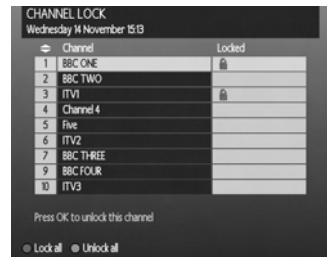 CHANNEL LOCK
Wednesday 14 November 15:13
Channel Locked
1 BBC ONE
2 BBC TWO
3 ITV1
4 Channel 4
5 Five
6 ITV2
7 BBC THREE
9 BBC FOUR
10 ITV3
Press OK to unlock this channel
Lock all Unlock all